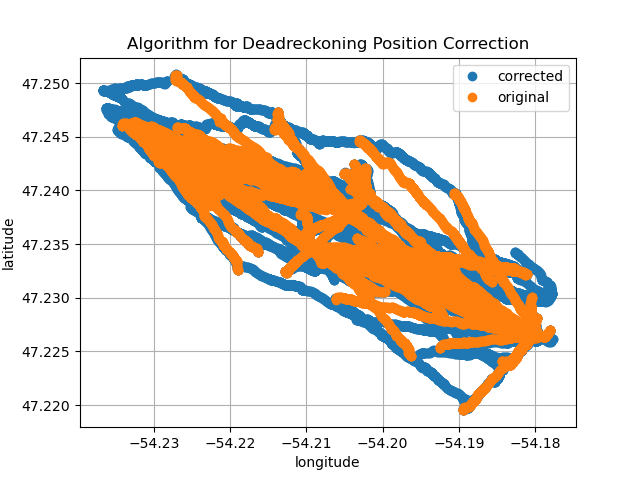 Algorithm for Deadreckoning Position Correction
corrected
original
47.250
47.245
47.240
47.235
47.230
47.225
47.220
latitude
−54.23 −54.22 −54.21 −54.20 −54.19 −54.18
longitude